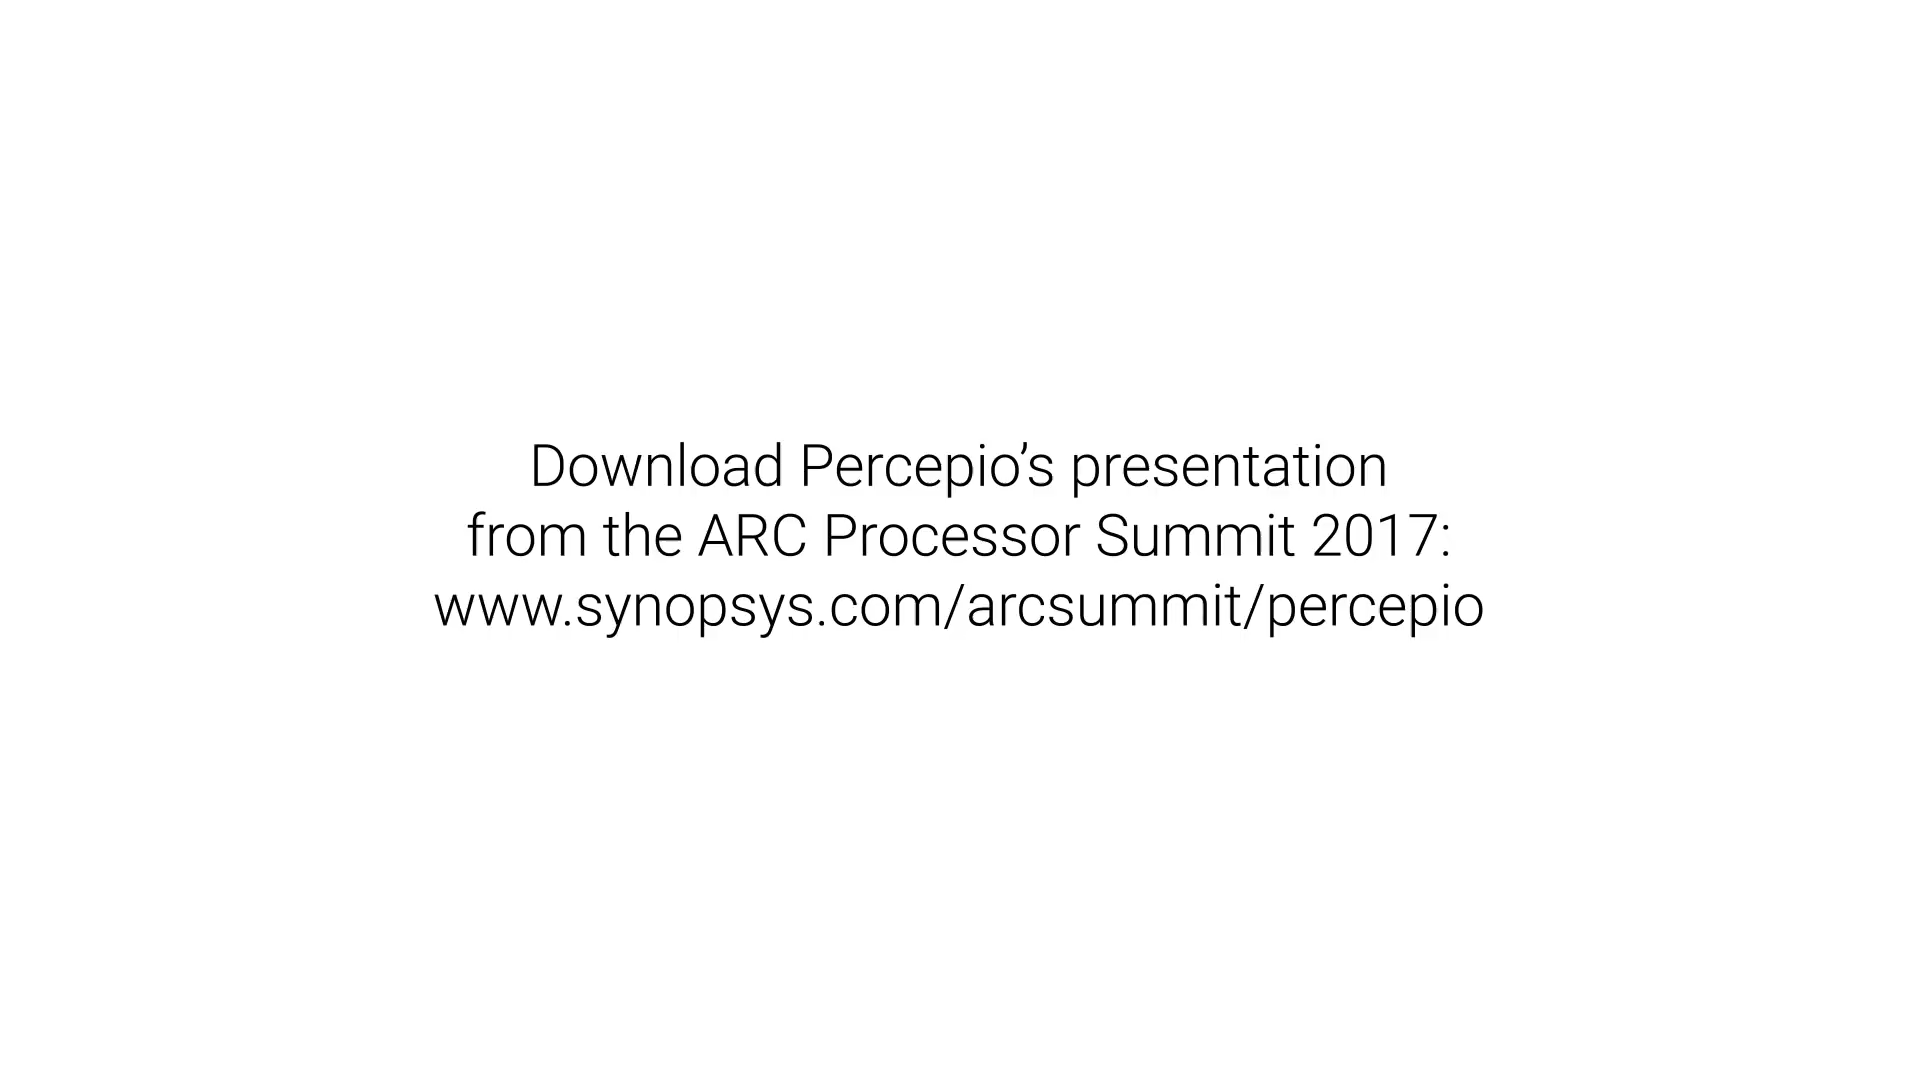 Download Percepio’s presentation
from the ARC Processor Summit 2017:
www.synopsys.com/arcsummit/percepio